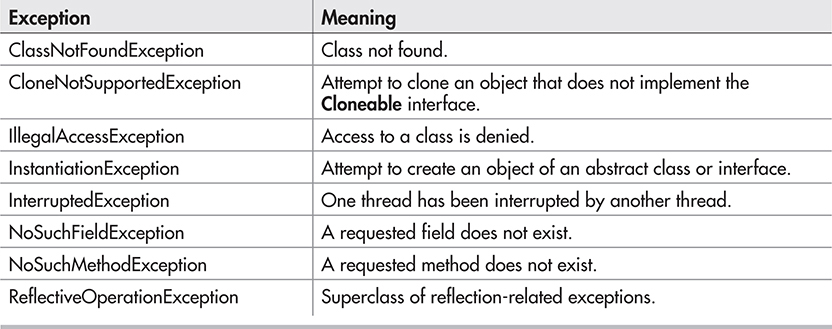 Exception Meaning
ClassNotFoundException Class not found.
CloneNotSupportedException Attempt to clone an object that does not implement the
Cloneable interface.
IllegalAccessException Access to a class is denied.
InstantiationException Attempt to create an object of an abstract class or interface.
InterruptedException One thread has been interrupted by another thread.
NoSuchFieldException A requested field does not exist.
NoSuchMethodException A requested method does not exist.
ReflectiveOperationException Superclass of reflection-related exceptions.